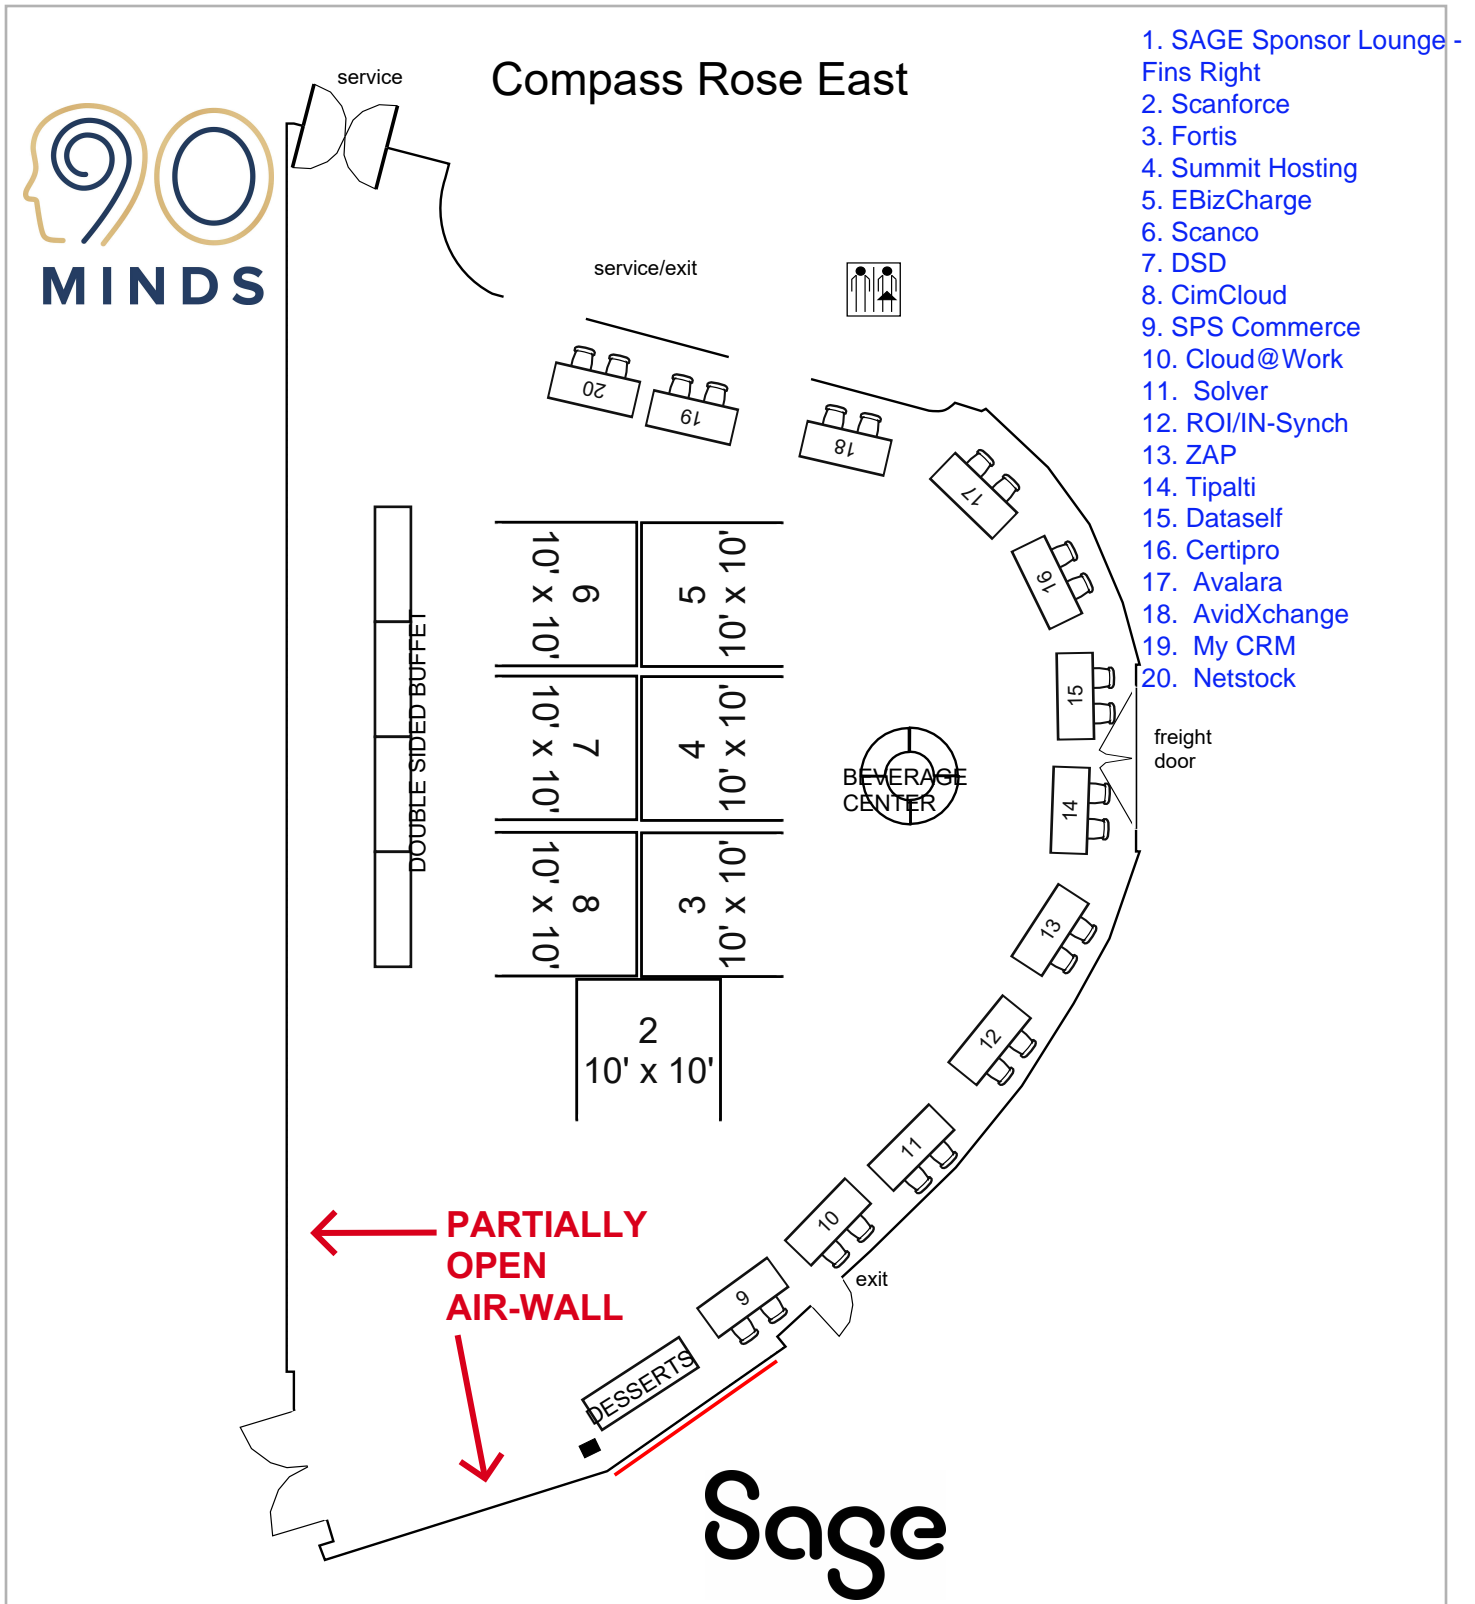 Compass Rose East
service
90
MINDS
1. SAGE Sponsor Lounge -
Fins Right
2. Scanforce
3. Fortis
4. Summit Hosting
5. EBizCharge
6. Scanco
7. DSD
8. CimCloud
9. SPS Commerce
10. Cloud@Work
11. Solver
12. ROI/IN-Synch
13. ZAP
14. Tipalti
15. Dataself
16. Certipro
17. Avalara
18. AvidXchange
19. My CRM
20. Netstock
service/exit
20
19
18
17
16
15
14
13
12
11
10
9
freight
door
DOUBLE SIDED BUFFET
6
10' x 10'
5
10' x 10'
7
10' x 10'
4
10' x 10'
8
10' x 10'
3
10' x 10'
2
10' x 10'
BEVERAGE
CENTER
PARTIALLY
OPEN
AIR-WALL
exit
DESSERTS
Sage